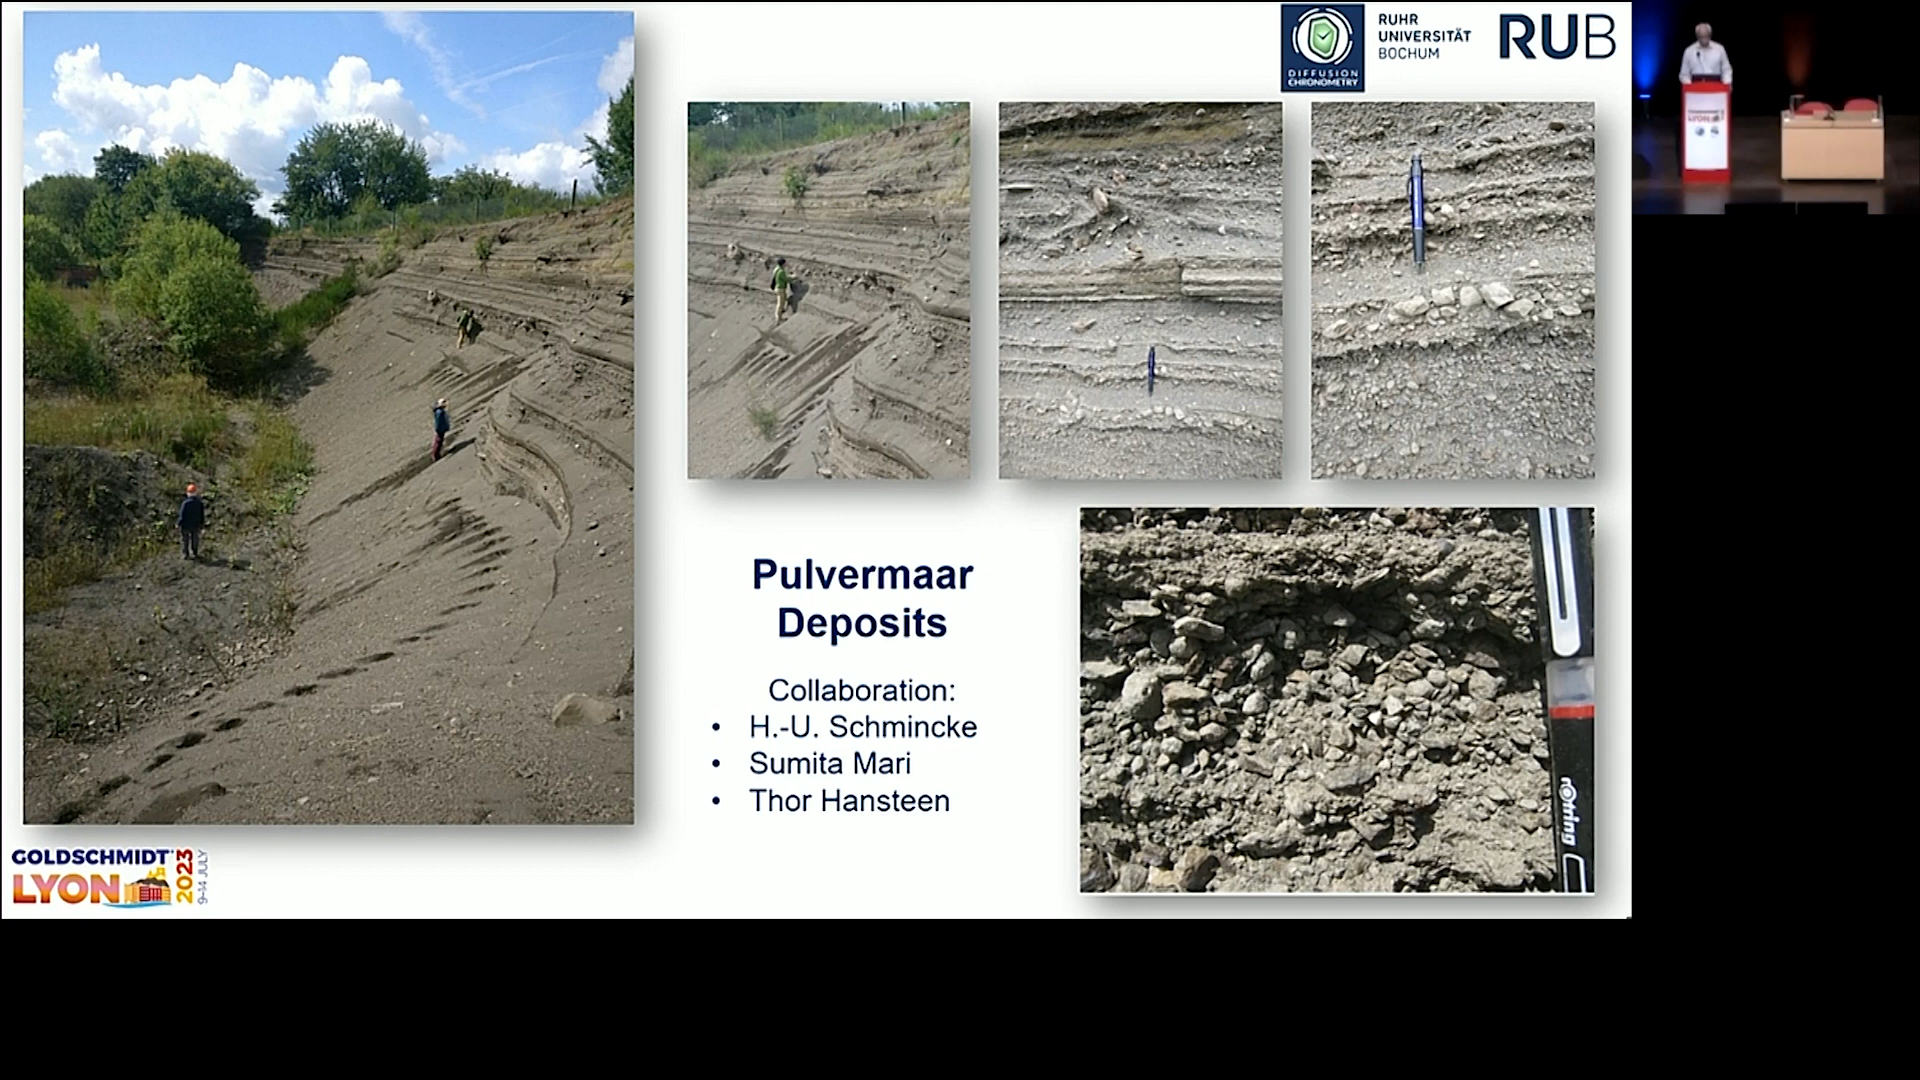 DIFFUSION
CHRONOMETRY
RUHR
UNIVERSITÄT
BOCHUM
RUB
Pulvermaar
Deposits
Collaboration:
• H.-U. Schmincke
• Sumita Mari
• Thor Hansteen
rotring
GOLDSCHMIDT
LYON
2023
9-14 JULY
LYON